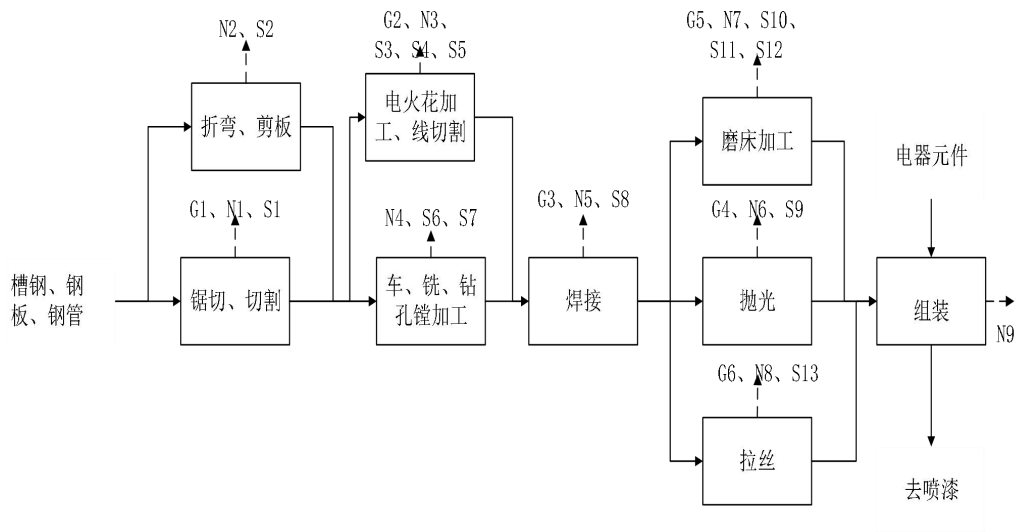 N2、S2
G2、N3、
S3、S4、S5
G5、N7、S10、
S11、S12
折弯、剪板
电火花加
工、线切割
磨床加工
电器元件
G1、N1、S1
N4、S6、S7
G3、N5、S8
G4、N6、S9
槽钢、钢
板、钢管
锯切、切割
车、铣、钻
孔镗加工
焊接
抛光
组装
N9
G6、N8、S13
拉丝
去喷漆